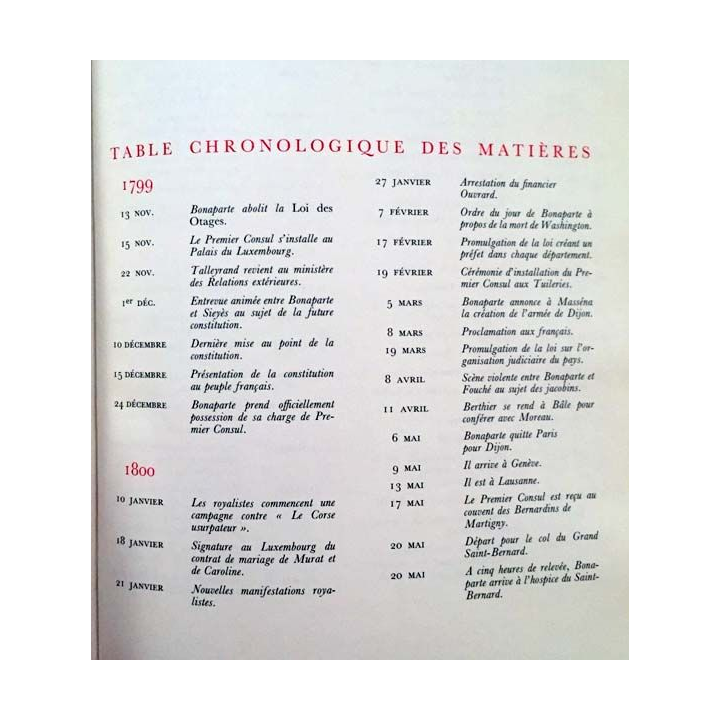 TABLE CHRONOLOGIQUE DES MATIÈRES
1799
13 NOV. Bonaparte abolit la Loi des
Otages.
15 NOV. Le Premier Consul s'installe au
Palais du Luxembourg.
22 NOV. Talleyrand revient au ministère
des Relations extérieures.
1er DÉC. Entrevue animée entre Bonaparte
et Sieyès au sujet de la future
constitution.
10 DÉCEMBRE Dernière mise au point de la
constitution.
15 DÉCEMBRE Présentation de la constitution
au peuple français.
24 DÉCEMBRE Bonaparte prend officiellement
possession de sa charge de Pre-
mier Consul.
1800
10 JANVIER Les royalistes commencent une
campagne contre « Le Corse
usurpateur ».
18 JANVIER Signature au Luxembourg du
contrat de mariage de Murat et
de Caroline.
21 JANVIER Nouvelles manifestations roya-
listes.
27 JANVIER Arrestation du financier
Ouvrard.
7 FÉVRIER Ordre du jour de Bonaparte à
propos de la mort de Washington.
17 FÉVRIER Promulgation de la loi créant un
préfet dans chaque département.
19 FÉVRIER Cérémonie d'installation du Pre-
mier Consul aux Tuileries.
5 MARS Bonaparte annonce à Masséna
la création de l'armée de Dijon.
8 MARS Proclamation aux français.
19 MARS Promulgation de la loi sur l'or-
ganisation judiciaire du pays.
8 AVRIL Scène violente entre Bonaparte et
Fouché au sujet des jacobins.
11 AVRIL Berthier se rend à Bâle pour
conférer avec Moreau.
6 MAI Bonaparte quitte Paris
pour Dijon.
9 MAI Il arrive à Genève.
13 MAI Il est à Lausanne.
17 MAI Le Premier Consul est reçu au
couvent des Bernardins de
Martigny.
20 MAI Départ pour le col du Grand
Saint-Bernard.
20 MAI A cinq heures de relevée, Bona-
parte arrive à l'hospice du Saint-
Bernard.